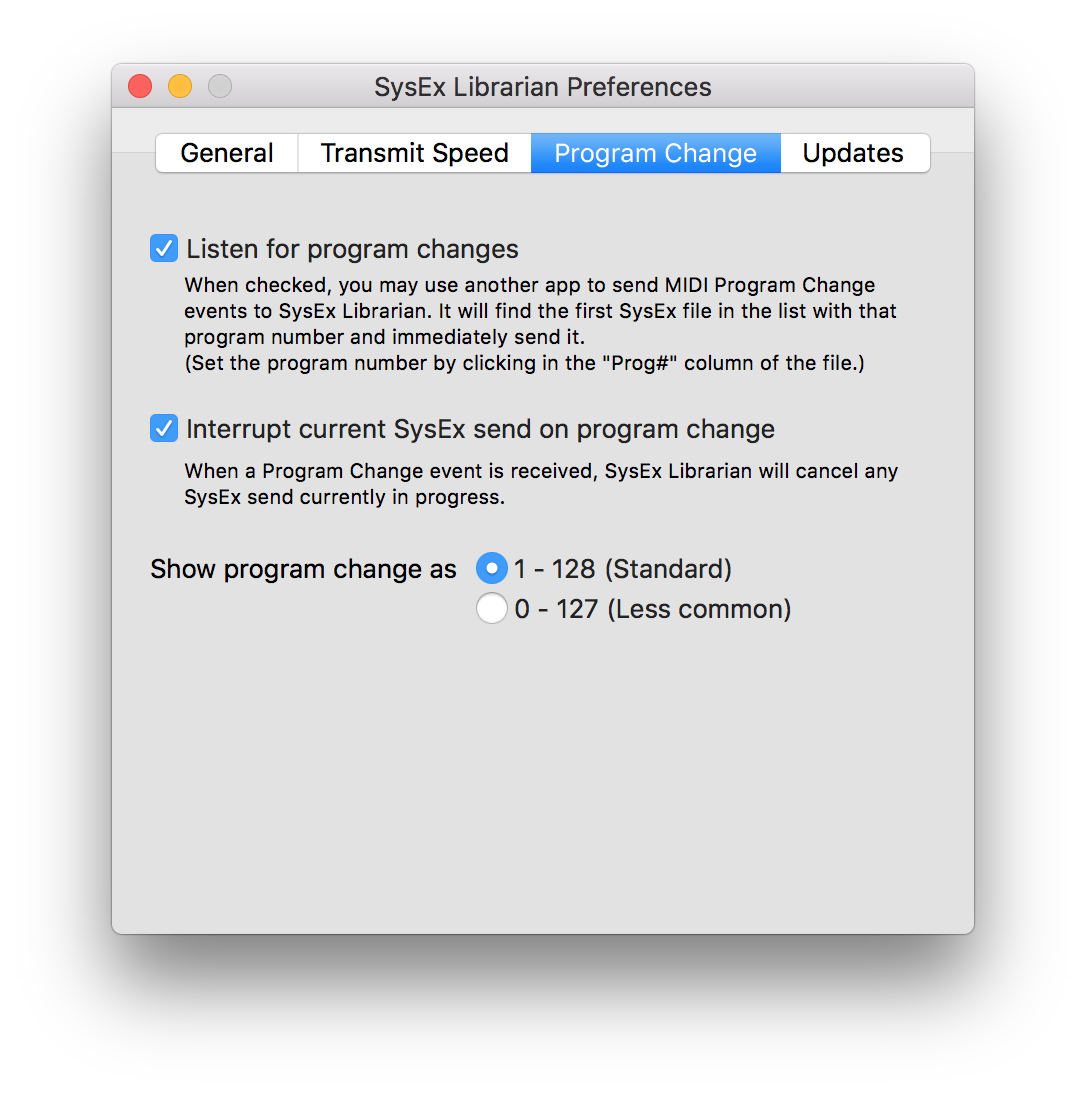 SysEx Librarian Preferences
General Transmit Speed Program Change Updates
Listen for program changes
When checked, you may use another app to send MIDI Program Change
events to SysEx Librarian. It will find the first SysEx file in the list with that
program number and immediately send it.
(Set the program number by clicking in the "Prog#" column of the file.)
Interrupt current SysEx send on program change
When a Program Change event is received, SysEx Librarian will cancel any
SysEx send currently in progress.
Show program change as 1 - 128 (Standard)
0 - 127 (Less common)